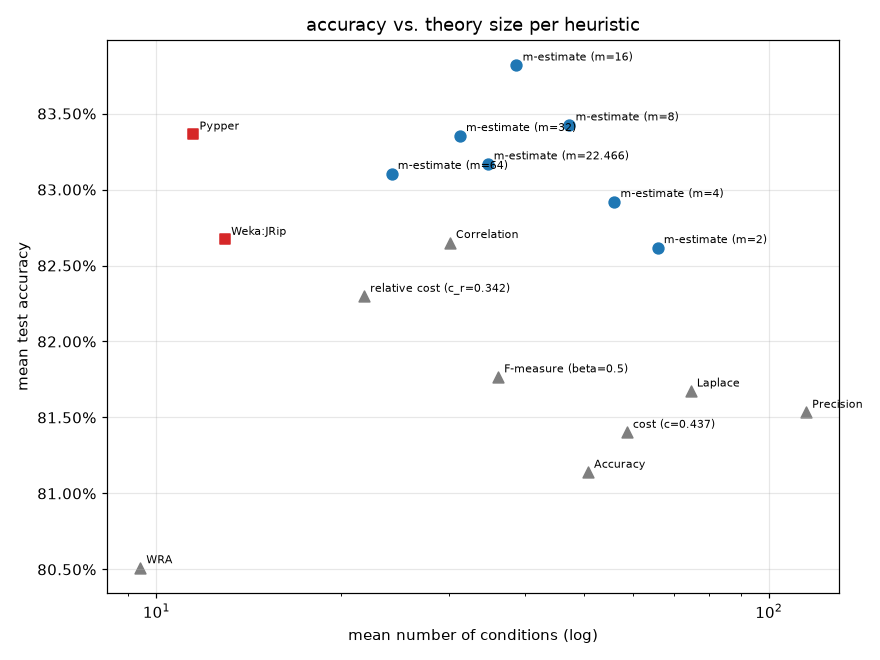 accuracy vs. theory size per heuristic
m-estimate (m=16)
83.50%
Pypper
m-estimate (m=32)
m-estimate (m=8)
m-estimate (m=22.466)
m-estimate (m=64)
83.00%
m-estimate (m=4)
Weka:JRip
Correlation
m-estimate (m=2)
82.50%
relative cost (c_r=0.342)
82.00%
F-measure (beta=0.5)
Laplace
Precision
81.50%
cost (c=0.437)
Accuracy
81.00%
WRA
80.50%
10¹
10²
mean number of conditions (log)
mean test accuracy